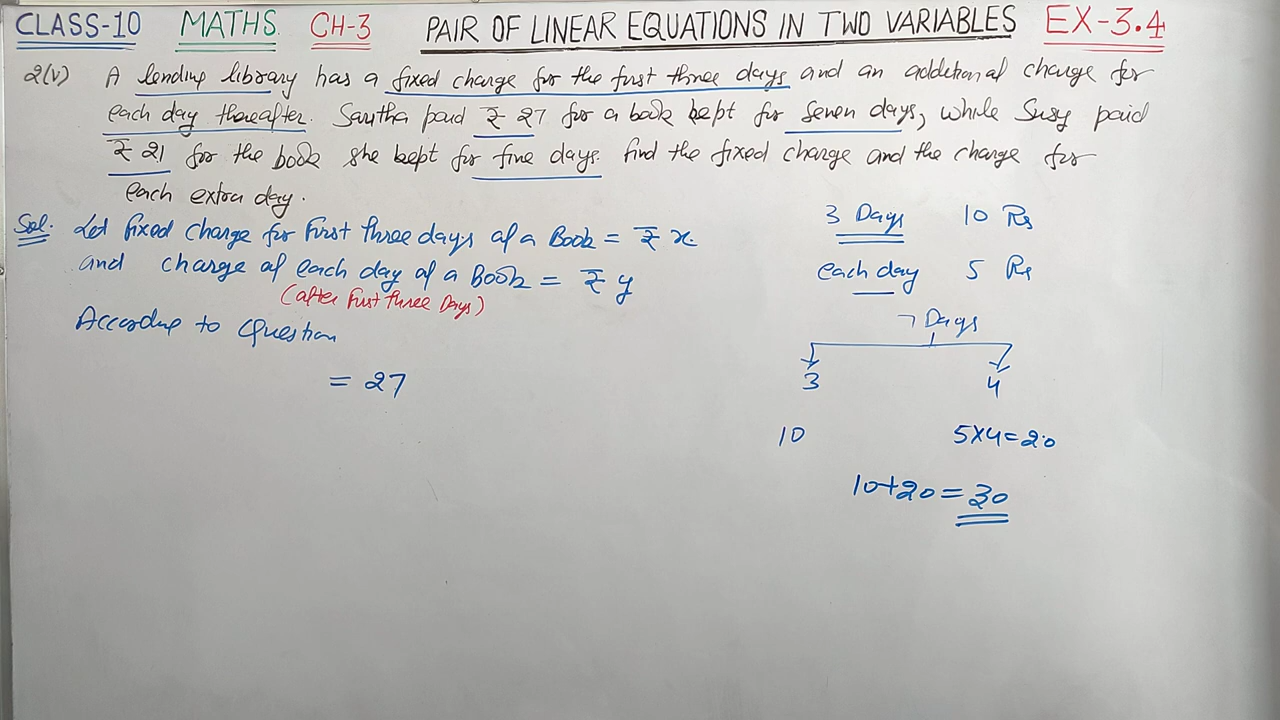 CLASS-10 MATHS CH-3 PAIR OF LINEAR EQUATIONS IN TWO VARIABLES EX-3.4
2(v) A lending library has a fixed charge for the first three days and an additional charge for
each day thereafter. Saritha paid ₹ 27 for a book kept for seven days, while Susy paid
₹ 21 for the book she kept for five days. find the fixed charge and the charge for
each extra day.
Sol. Let fixed charge for First three days of a Book = ₹ x
and charge of each day of a Book = ₹ y
(after First three Days)
According to Question
= 27
3 Days 10 Rs
each day 5 Rs
7 Days
3 4
10 5×4=20
10+20=30